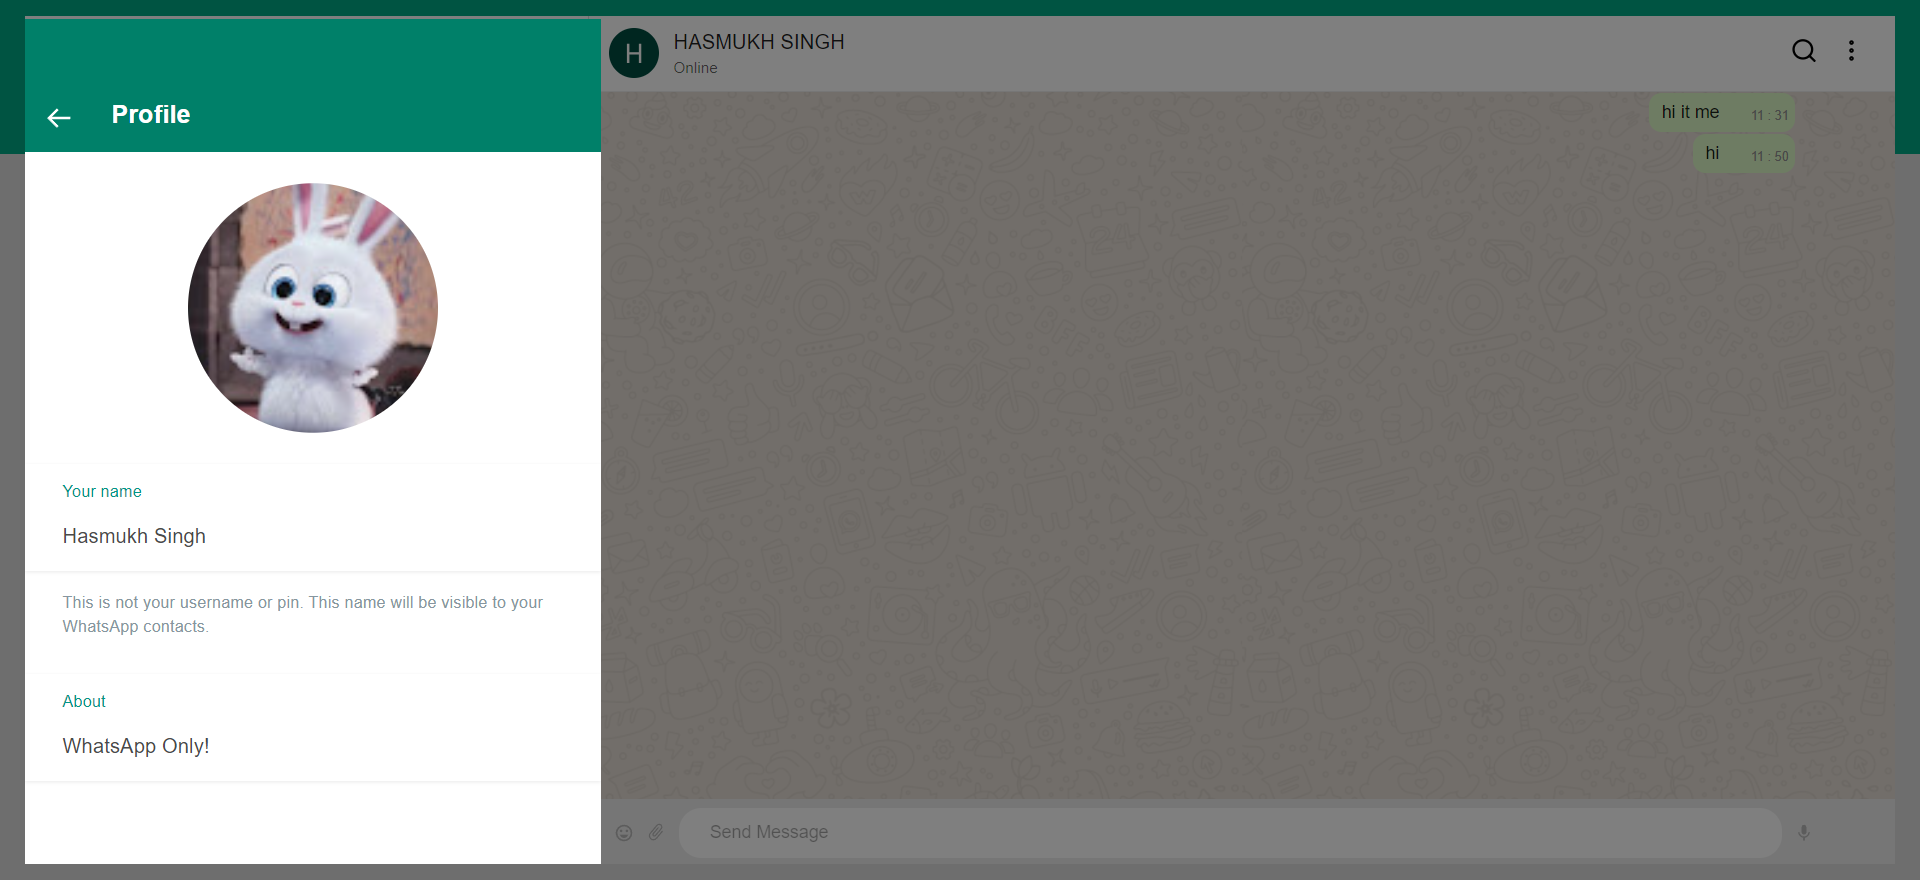 Profile
Your name
Hasmukh Singh
This is not your username or pin. This name will be visible to your
WhatsApp contacts.
About
WhatsApp Only!
H
HASMUKH SINGH
Online
hi it me 11 : 31
hi 11 : 50
Send Message